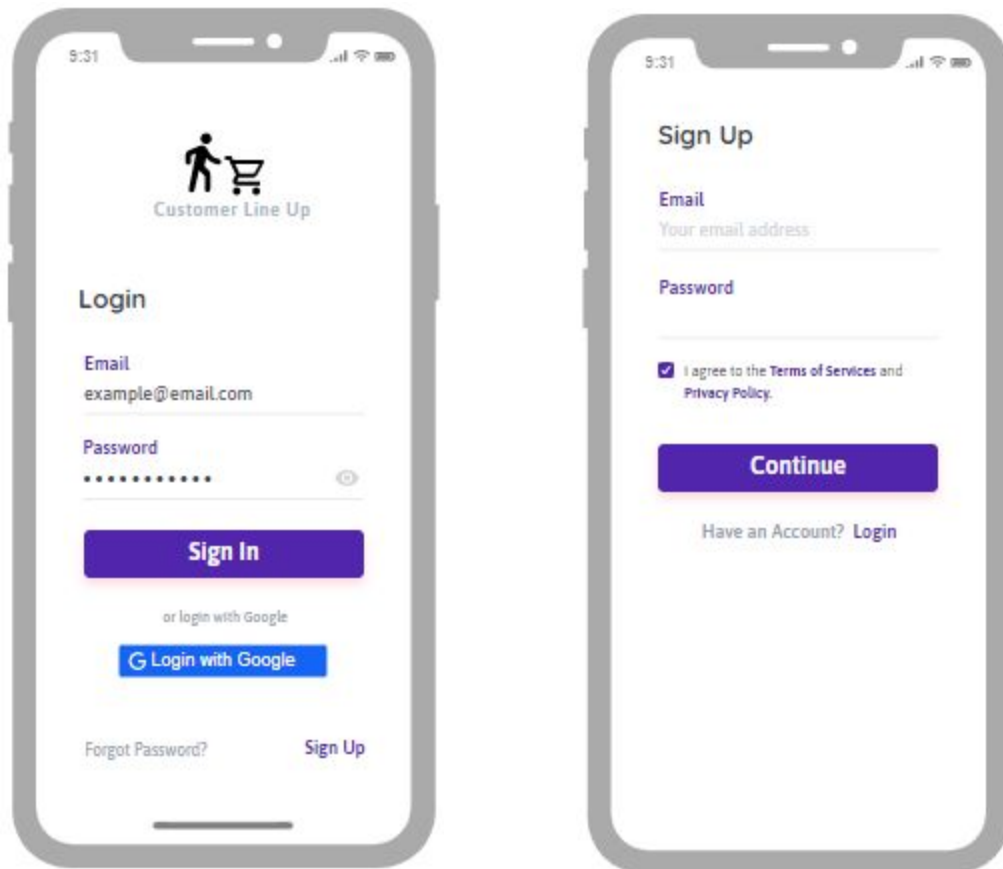 9:31
Customer Line Up
Login
Email
example@email.com
Password
•••••••••••
Sign In
or login with Google
G Login with Google
Forgot Password?
Sign Up
9:31
Sign Up
Email
Your email address
Password
I agree to the Terms of Services and
Privacy Policy.
Continue
Have an Account? Login